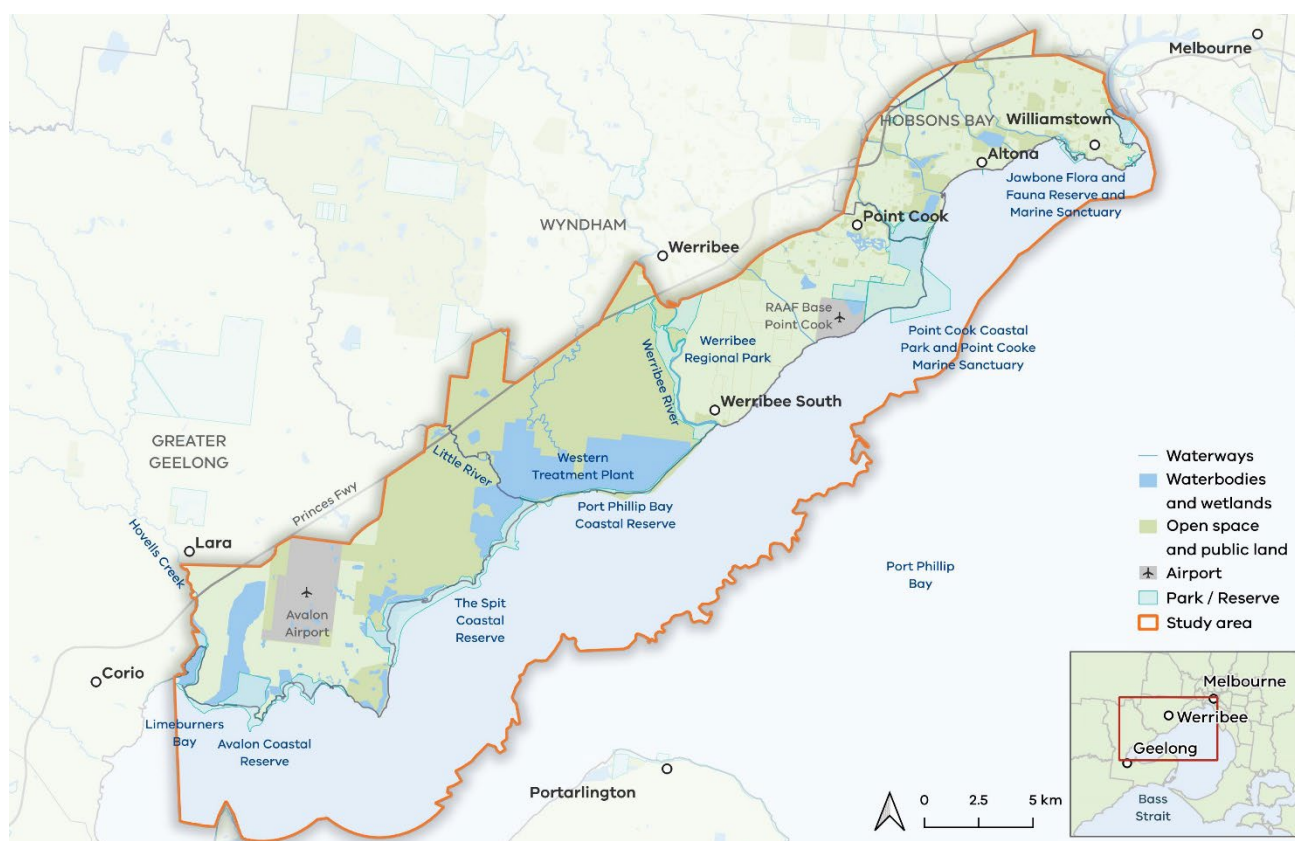 Melbourne
HOBSONS BAY
Williamstown
Altona
Jawbone Flora and
Fauna Reserve and
Marine Sanctuary
Point Cook
WYNDHAM
Werribee
RAAF Base
Point Cook
Point Cook Coastal
Park and Point Cooke
Marine Sanctuary
Werribee
Regional Park
Werribee River
Werribee South
GREATER
GEELONG
Little River
Western
Treatment Plant
Port Phillip Bay
Coastal Reserve
Princes Fwy
Hovells Creek
Lara
Avalon
Airport
The Spit
Coastal
Reserve
Port Phillip
Bay
Corio
Limeburners
Bay
Avalon Coastal
Reserve
Portarlington
Waterways
Waterbodies
and wetlands
Open space
and public land
Airport
Park / Reserve
Study area
0 2.5 5 km
Melbourne
Werribee
Geelong
Bass
Strait